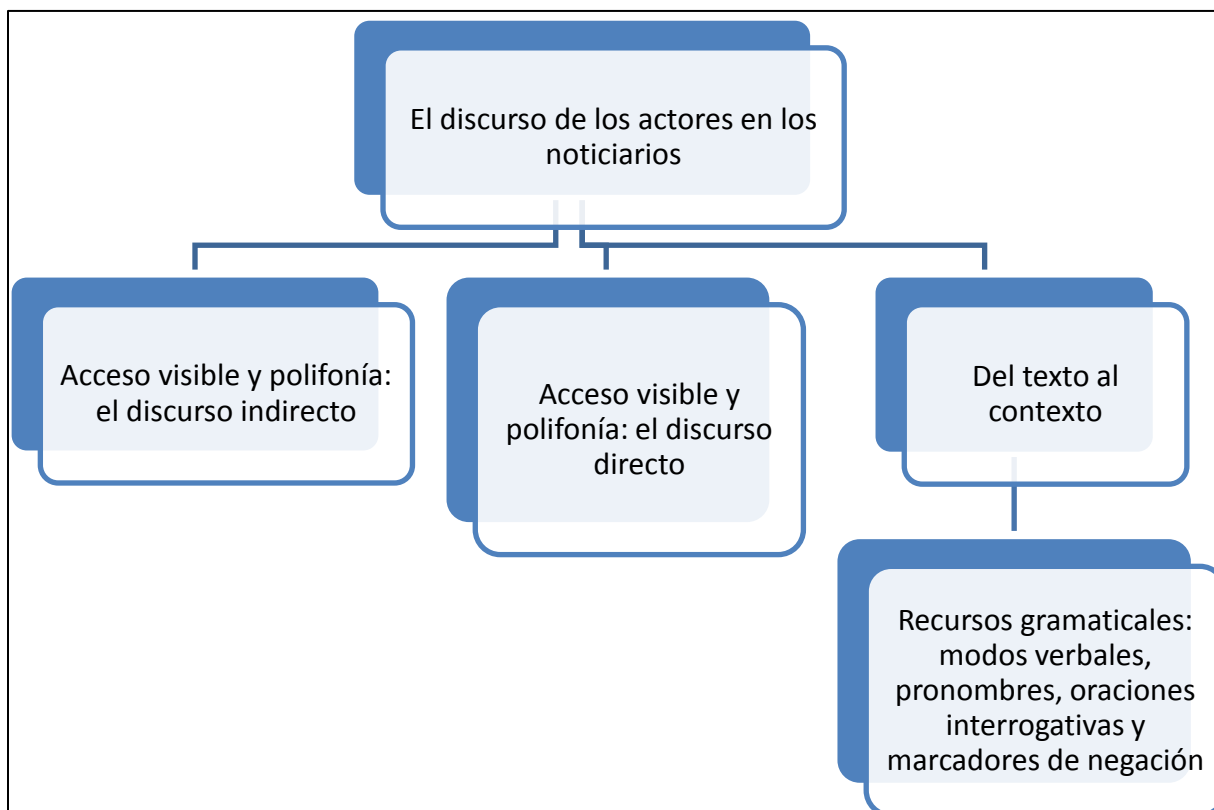 El discurso de los actores en los
noticiarios
Acceso visible y polifonía:
el discurso indirecto
Acceso visible y
polifonía: el discurso
directo
Del texto al
contexto
Recursos gramaticales:
modos verbales,
pronombres, oraciones
interrogativas y
marcadores de negación